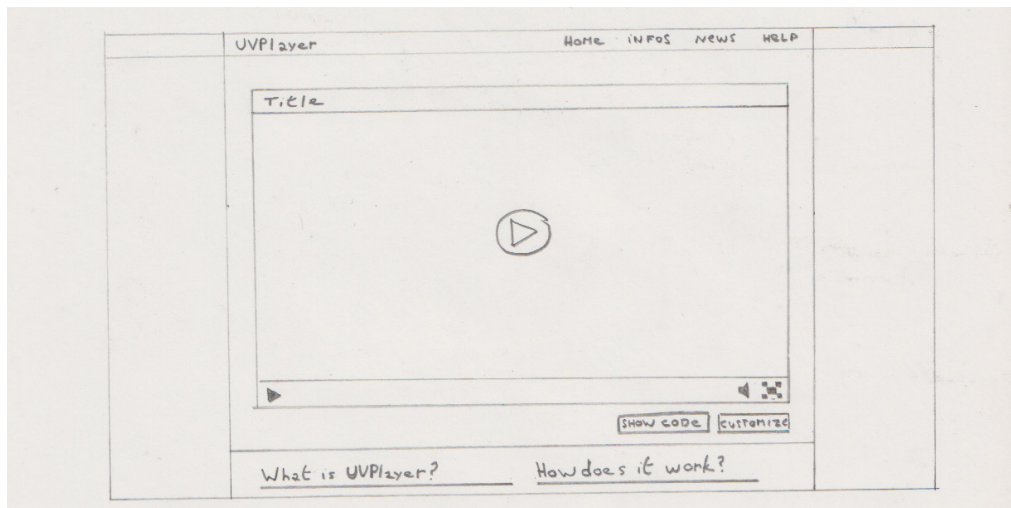 UVPlayer HOME INFOS NEWS HELP
Title
SHOW CODE CUSTOMIZE
What is UVPlayer? How does it work?